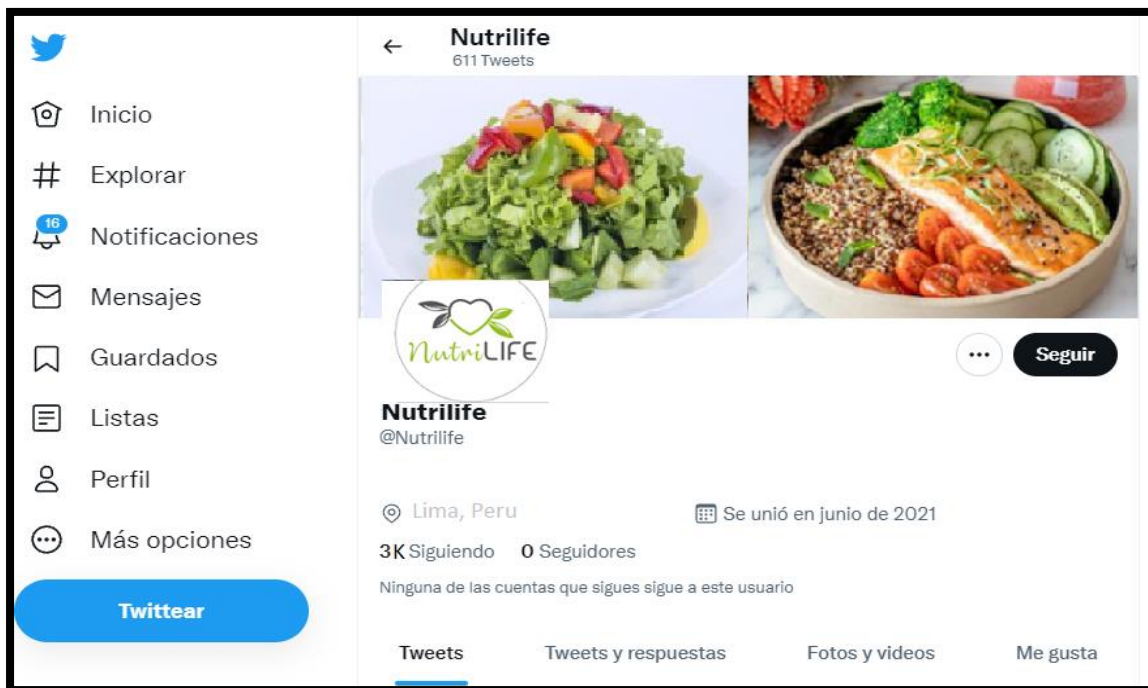 Inicio
Explorar
16
Notificaciones
Mensajes
Guardados
Listas
Perfil
Más opciones
Twittear
Nutrilife
611 Tweets
NutriLIFE
Seguir
Nutrilife
@Nutrilife
Lima, Peru Se unió en junio de 2021
3K Siguiendo 0 Seguidores
Ninguna de las cuentas que sigues sigue a este usuario
Tweets Tweets y respuestas Fotos y videos Me gusta